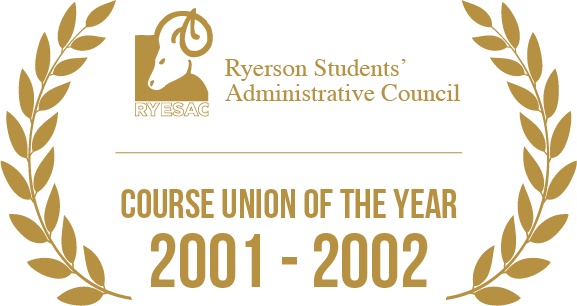 RYESAC
Ryerson Students’
Administrative Council
COURSE UNION OF THE YEAR
2001 - 2002